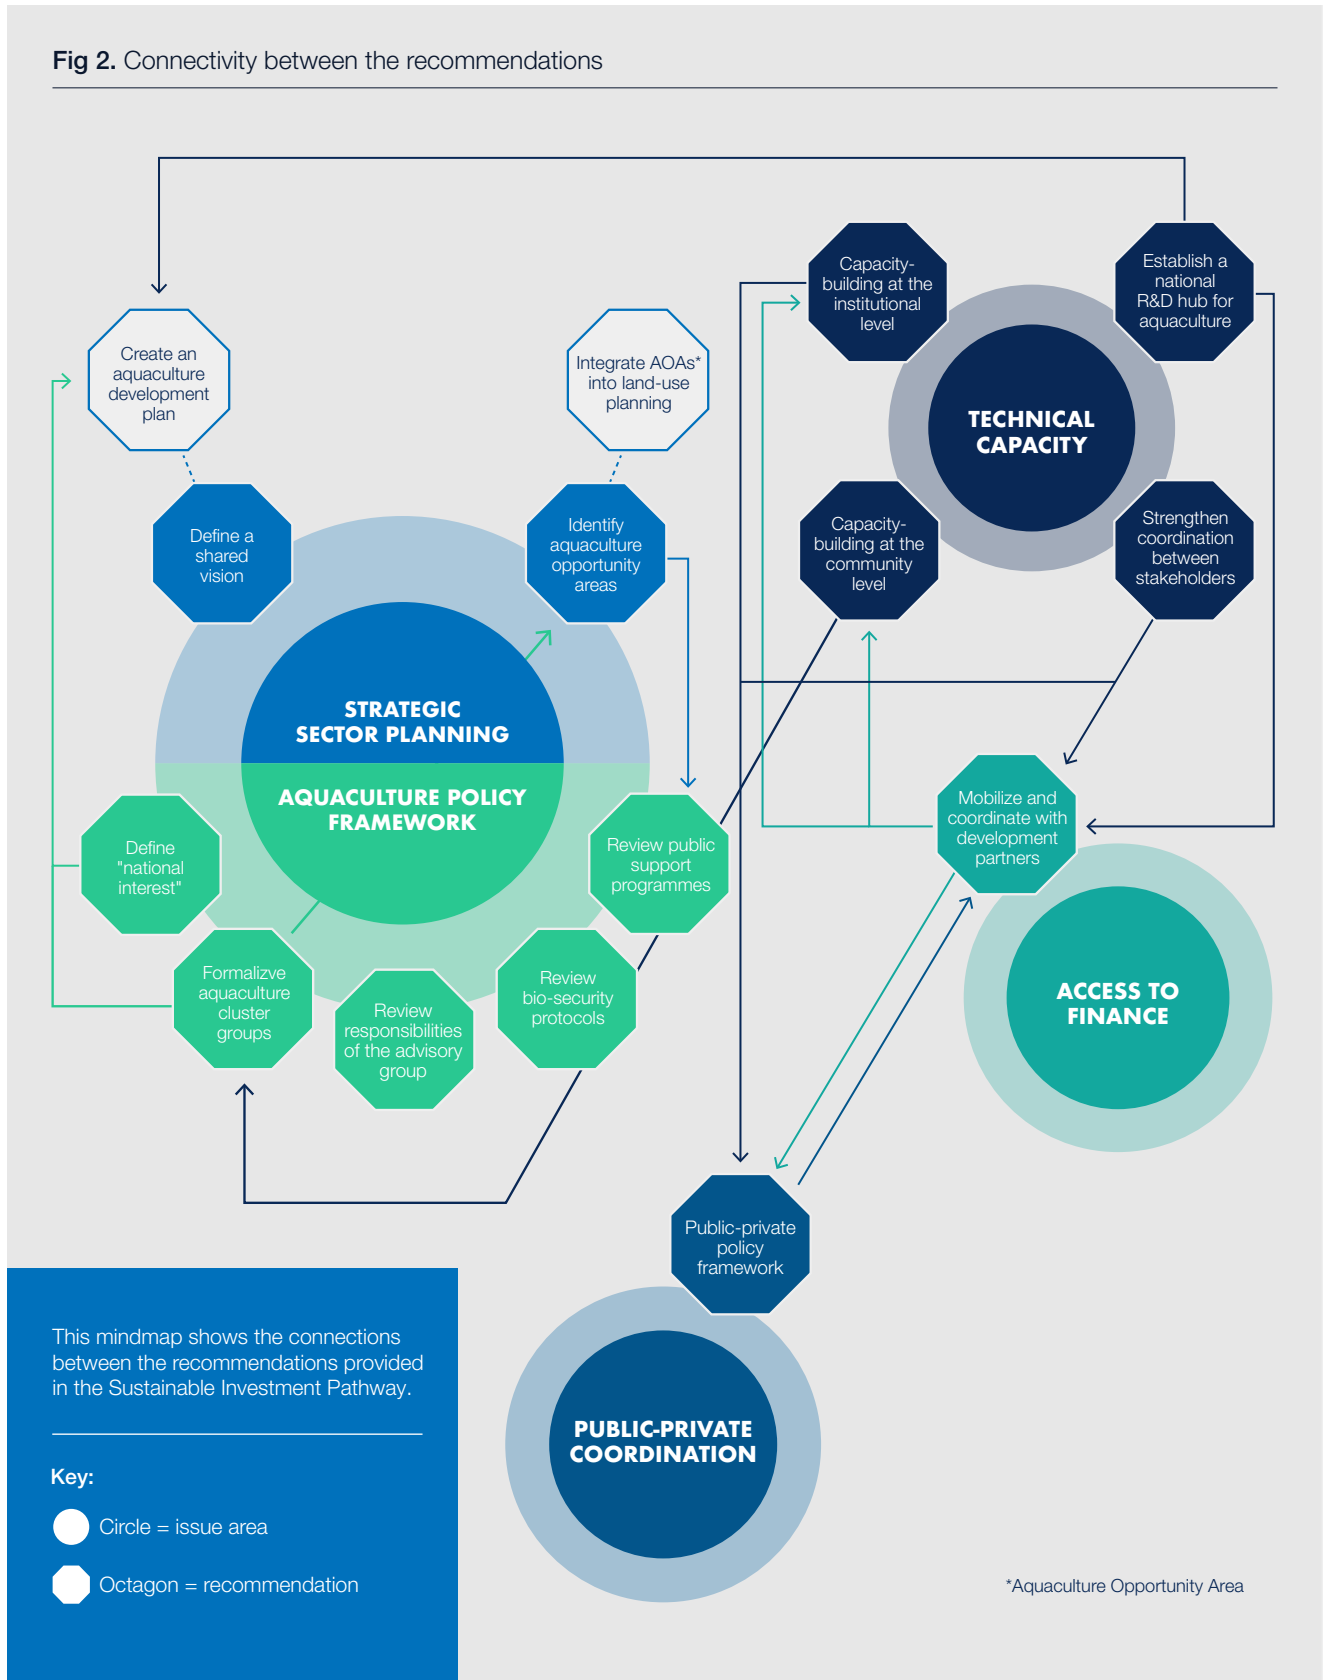 Fig 2. Connectivity between the recommendations
Capacity-
building at the
institutional
level
Establish a
national
R&D hub for
aquaculture
Create an
aquaculture
development
plan
Integrate AOAs*
into land-use
planning
TECHNICAL
CAPACITY
Define a
shared
vision
Identify
aquaculture
opportunity
areas
Capacity-
building at the
community
level
Strengthen
coordination
between
stakeholders
STRATEGIC
SECTOR PLANNING
AQUACULTURE POLICY
FRAMEWORK
Define
"national
interest"
Review public
support
programmes
Mobilize and
coordinate with
development
partners
Formalizve
aquaculture
cluster
groups
Review
responsibilities
of the advisory
group
Review
bio-security
protocols
ACCESS TO
FINANCE
Public-private
policy
framework
PUBLIC-PRIVATE
COORDINATION
This mindmap shows the connections
between the recommendations provided
in the Sustainable Investment Pathway.
Key:
Circle = issue area
Octagon = recommendation
*Aquaculture Opportunity Area